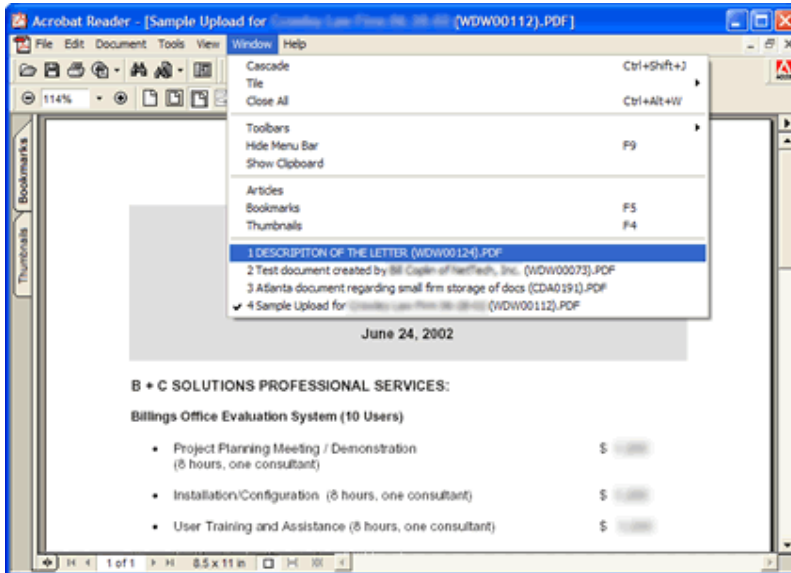 Acrobat Reader - [Sample Upload for (WDW00112).PDF]
File Edit Document Tools View Window Help
114%
Cascade Ctrl+Shift+J
Tile
Close All Ctrl+Alt+W
Toolbars
Hide Menu Bar F9
Show Clipboard
Articles
Bookmarks F5
Thumbnails F4
1 DESCRIPITON OF THE LETTER (WDW00124).PDF
2 Test document created by (WDW00073).PDF
3 Atlanta document regarding small firm storage of docs (CDA0191).PDF
4 Sample Upload for (WDW00112).PDF
Bookmarks
Thumbnails
June 24, 2002
B + C SOLUTIONS PROFESSIONAL SERVICES:
Billings Office Evaluation System (10 Users)
• Project Planning Meeting / Demonstration $
(8 hours, one consultant)
• Installation/Configuration (8 hours, one consultant) $
• User Training and Assistance (8 hours, one consultant) $
1 of 1 8.5 x 11 in